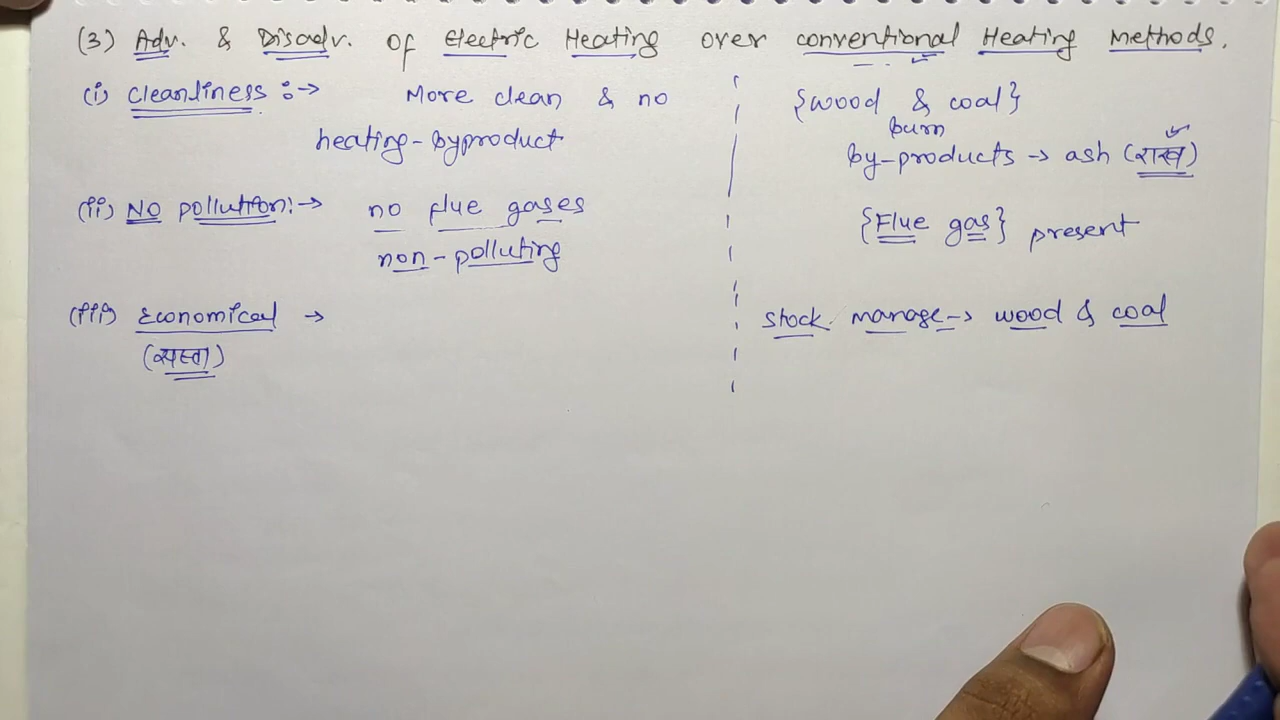 (3) Adv. & Disadv. of Electric Heating over conventional Heating Methods.
(i) Cleanliness :→ More clean & no
heating-byproduct
{wood & coal}
burn
by-products → ash (राख)
(ii) NO pollution:→ no flue gases
non-polluting
{Flue gas} present
(iii) Economical →
(सस्ता)
stock manage → wood & coal